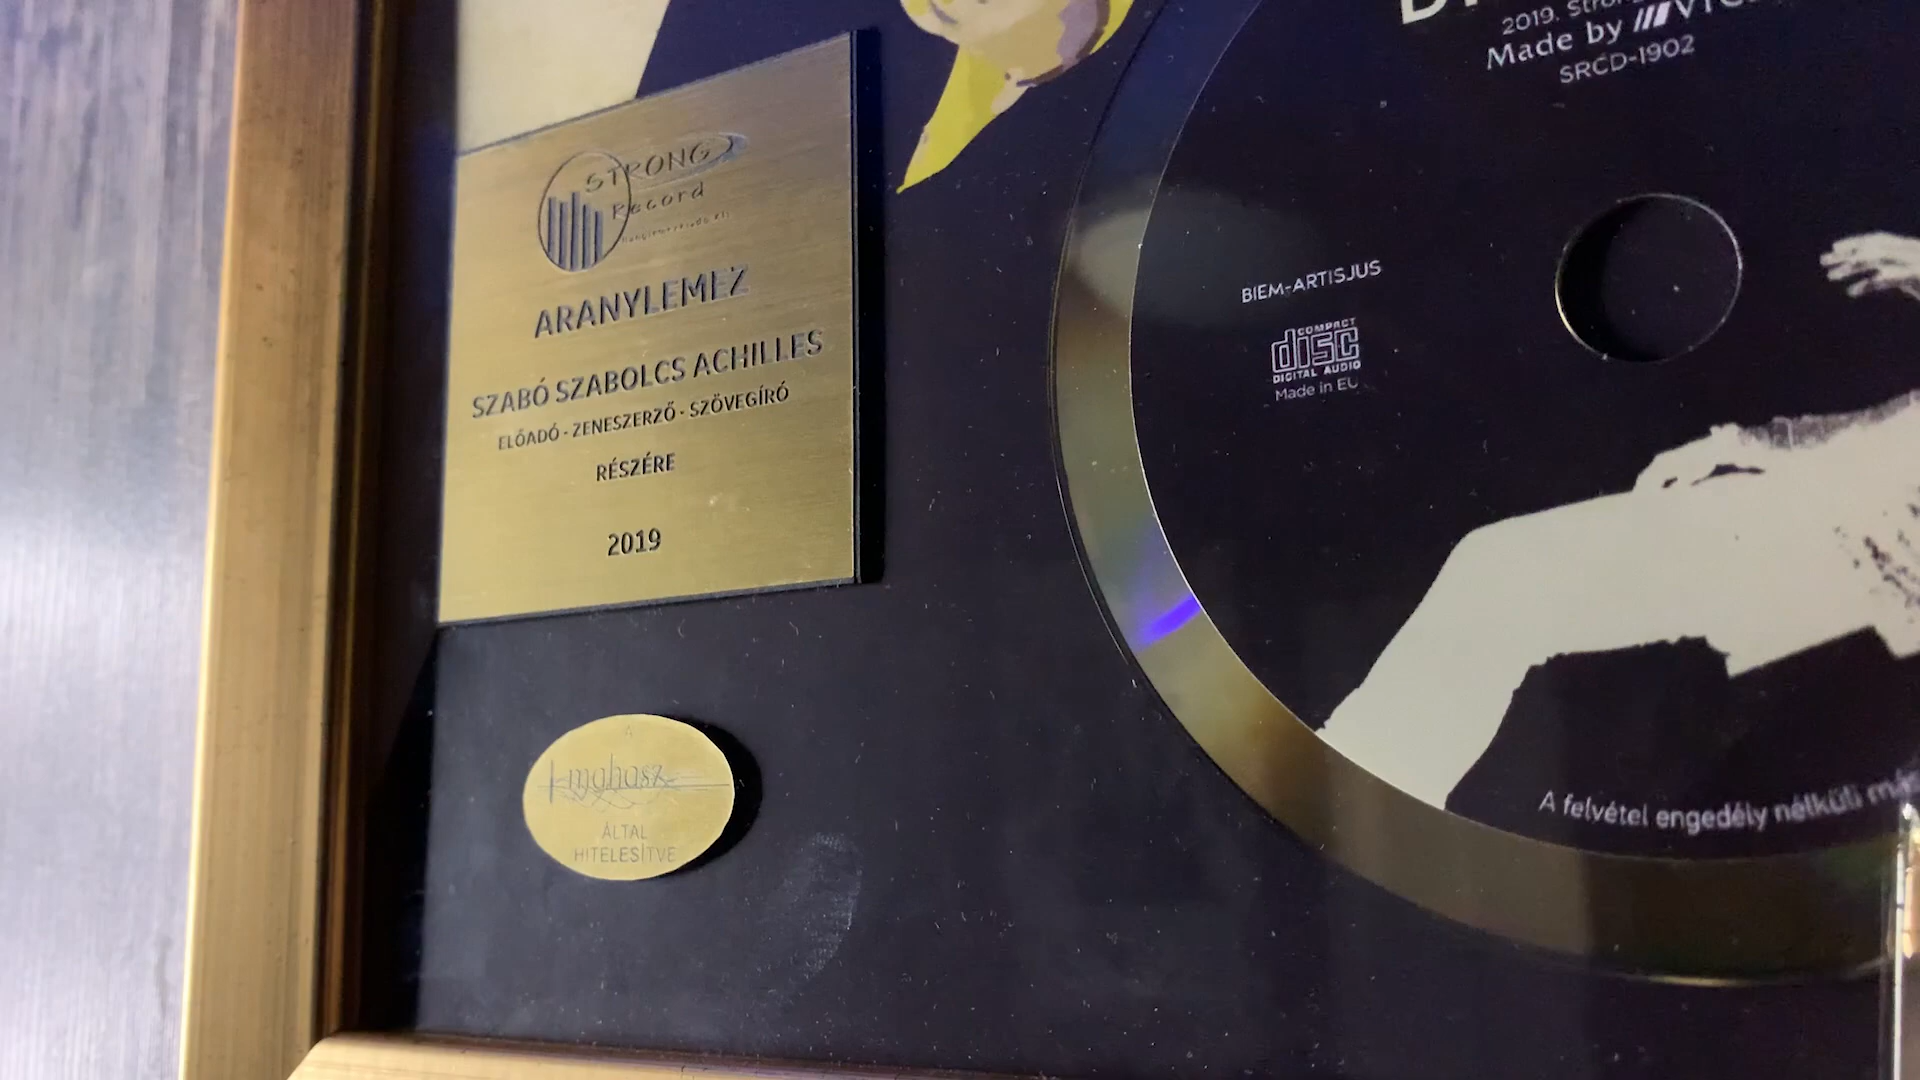 STRONG
Record
ARANYLEMEZ
SZABÓ SZABOLCS ACHILLES
ELŐADÓ - ZENESZERZŐ - SZÖVEGÍRÓ
RÉSZÉRE
2019
A
mahasz
ÁLTAL
HITELESÍTVE
2019.
Made by
SRCD-1902
BIEM-ARTISJUS
COMPACT
disc
DIGITAL AUDIO
Made in EU
A felvétel engedély nélküli